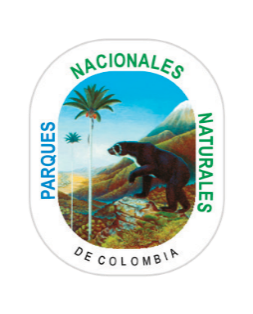 PARQUES
NACIONALES
NATURALES
DE COLOMBIA